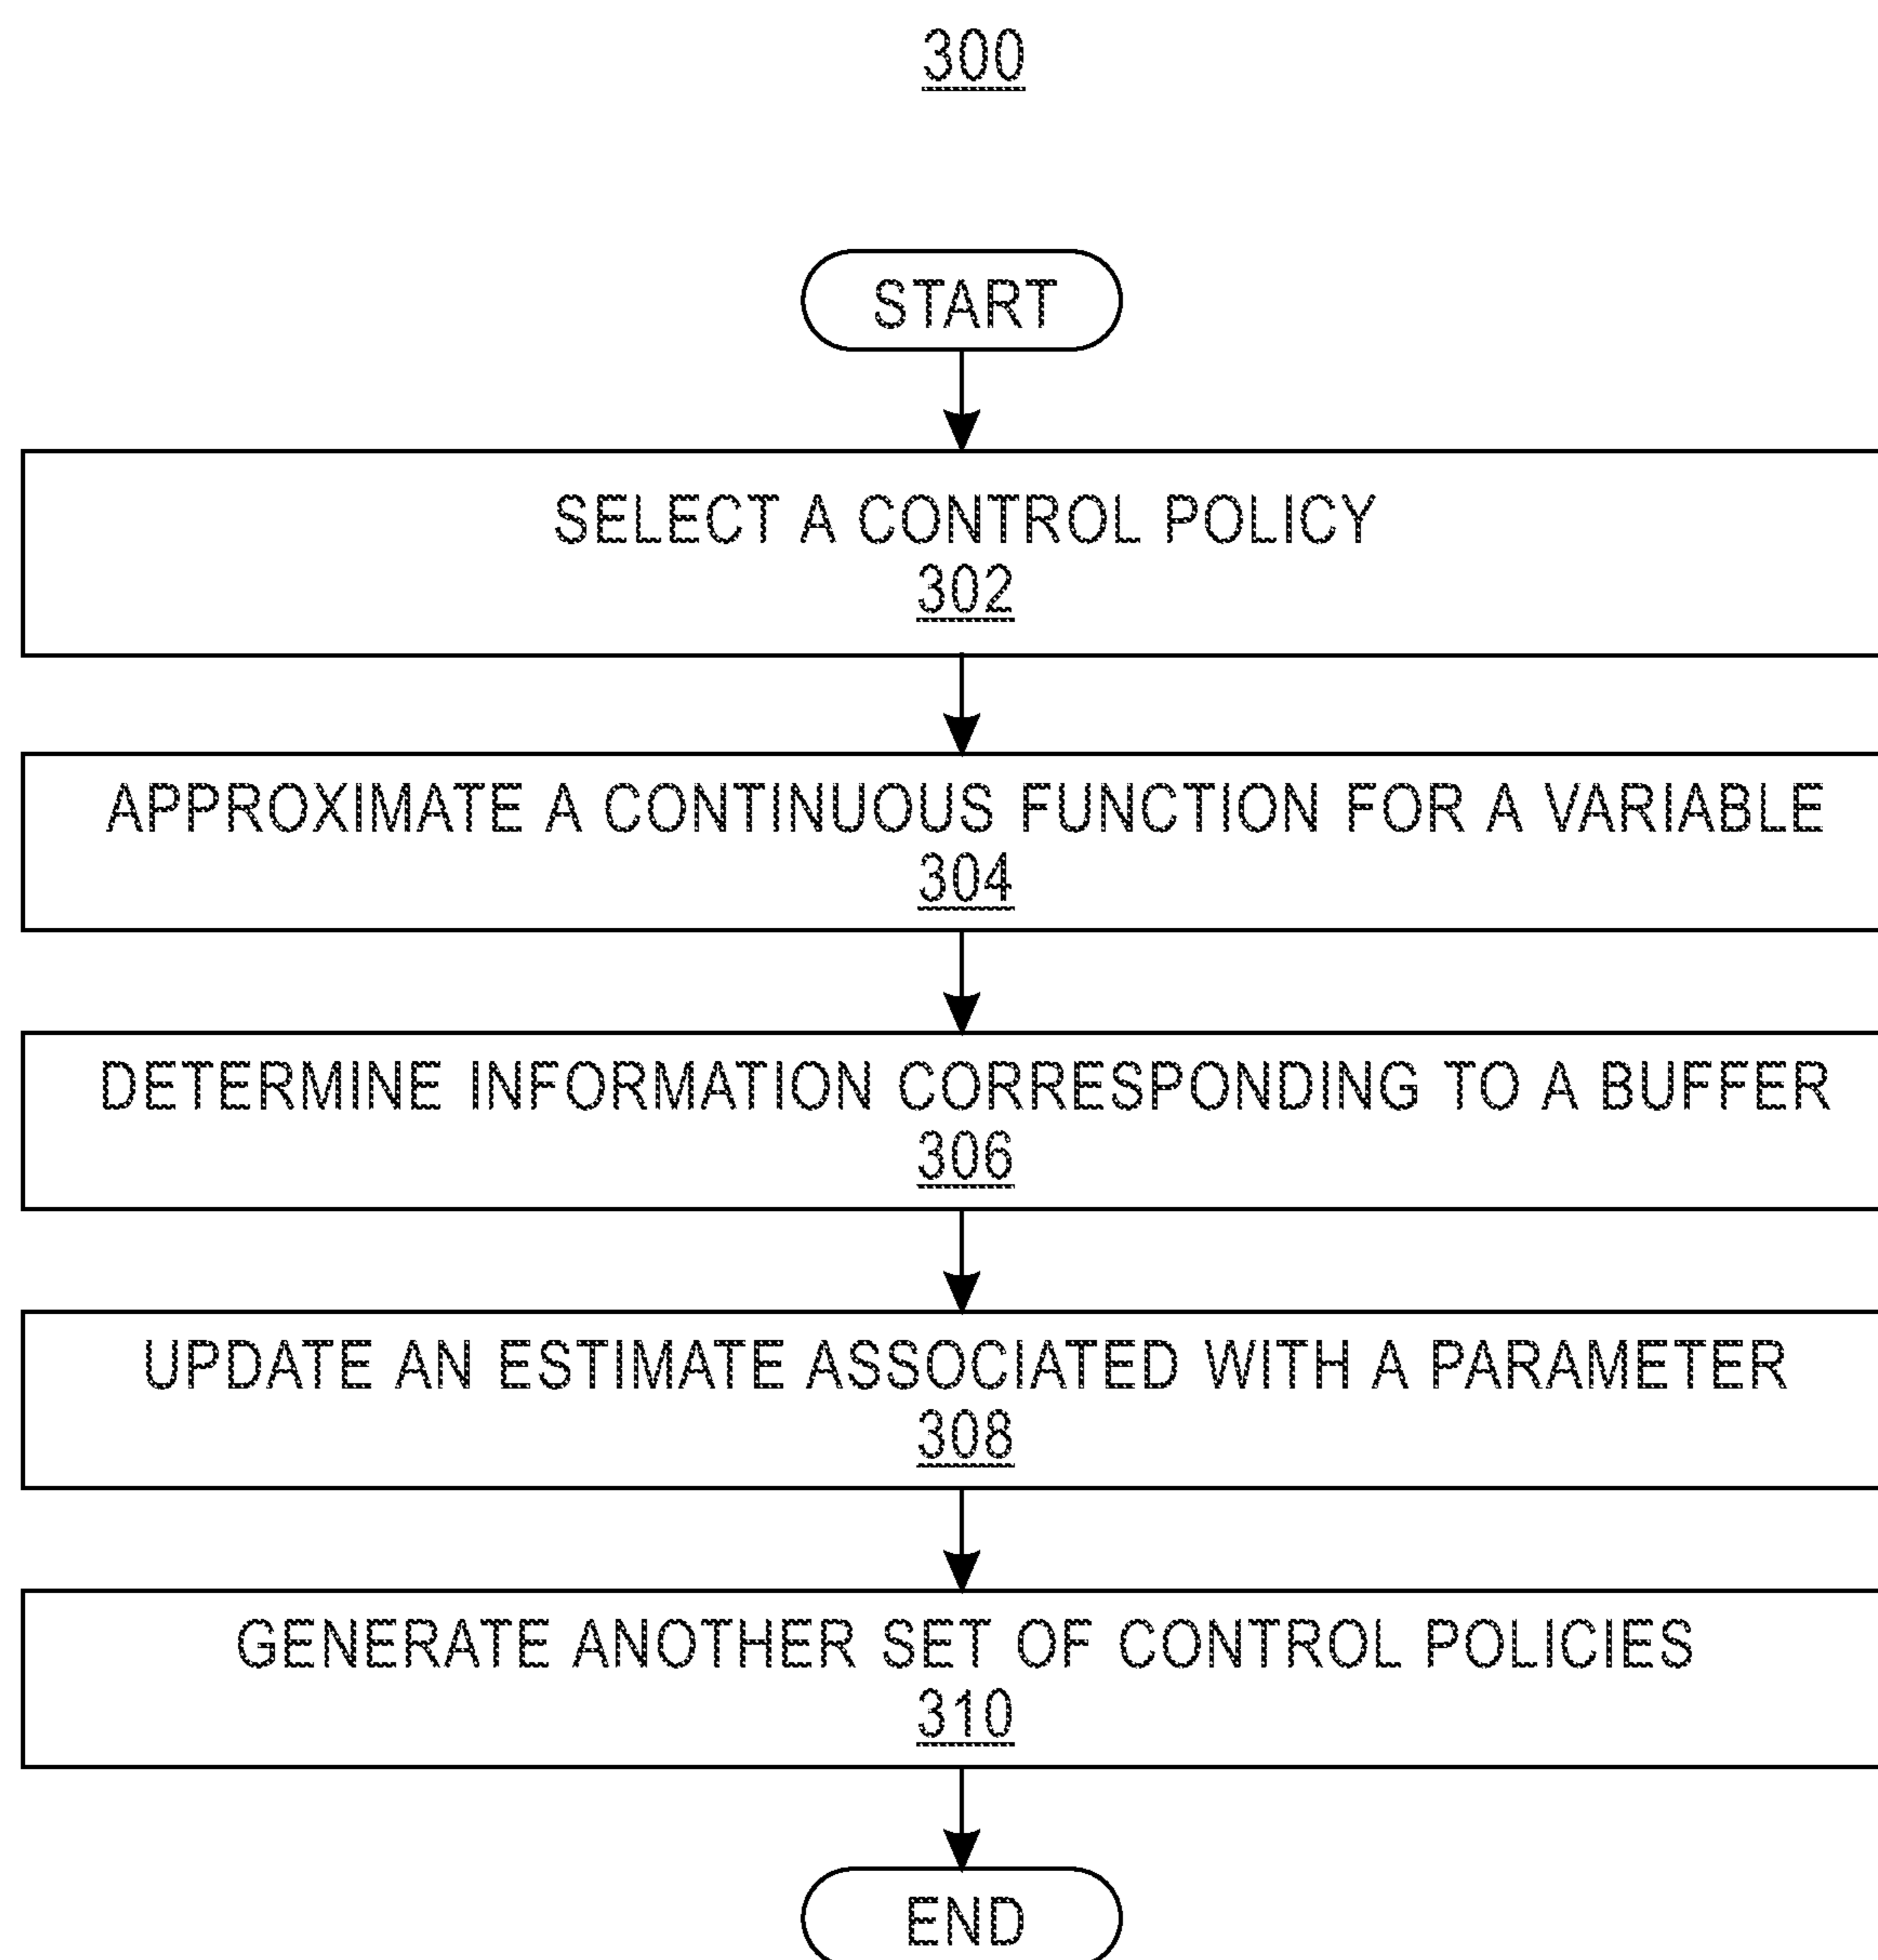 300
START
SELECT A CONTROL POLICY
302
APPROXIMATE A CONTINUOUS FUNCTION FOR A VARIABLE
304
DETERMINE INFORMATION CORRESPONDING TO A BUFFER
306
UPDATE AN ESTIMATE ASSOCIATED WITH A PARAMETER
308
GENERATE ANOTHER SET OF CONTROL POLICIES
310
END